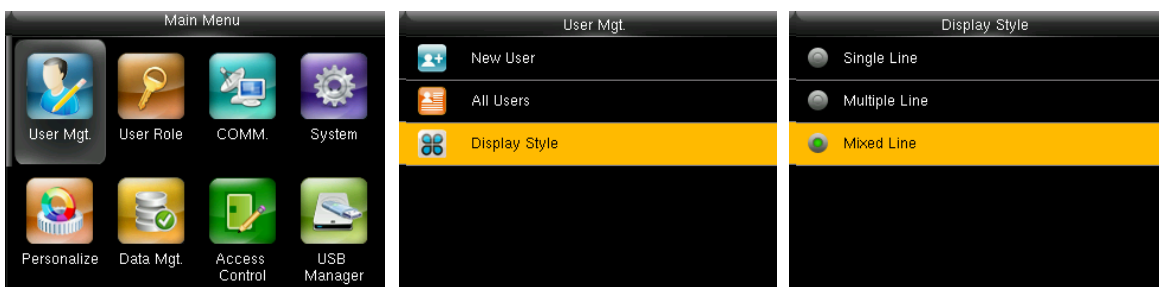 Main Menu
User Mgt.
User Role
COMM.
System
Personalize
Data Mgt.
Access
Control
USB
Manager
User Mgt.
New User
All Users
Display Style
Display Style
Single Line
Multiple Line
Mixed Line